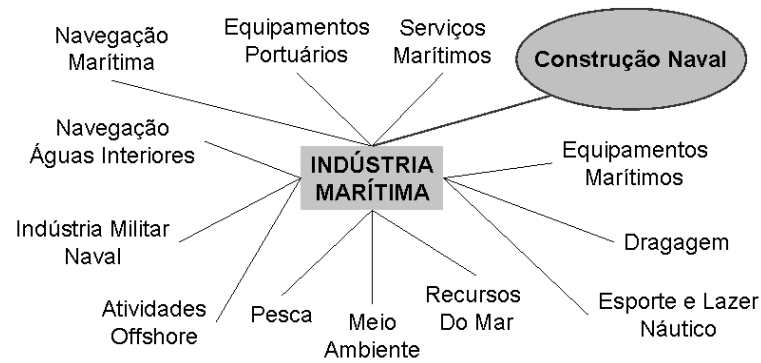 Navegação
Marítima
Equipamentos
Portuários
Serviços
Marítimos
Construção Naval
Navegação
Águas Interiores
INDÚSTRIA
MARÍTIMA
Equipamentos
Marítimos
Indústria Militar
Naval
Dragagem
Atividades
Offshore
Pesca
Meio
Ambiente
Recursos
Do Mar
Esporte e Lazer
Náutico